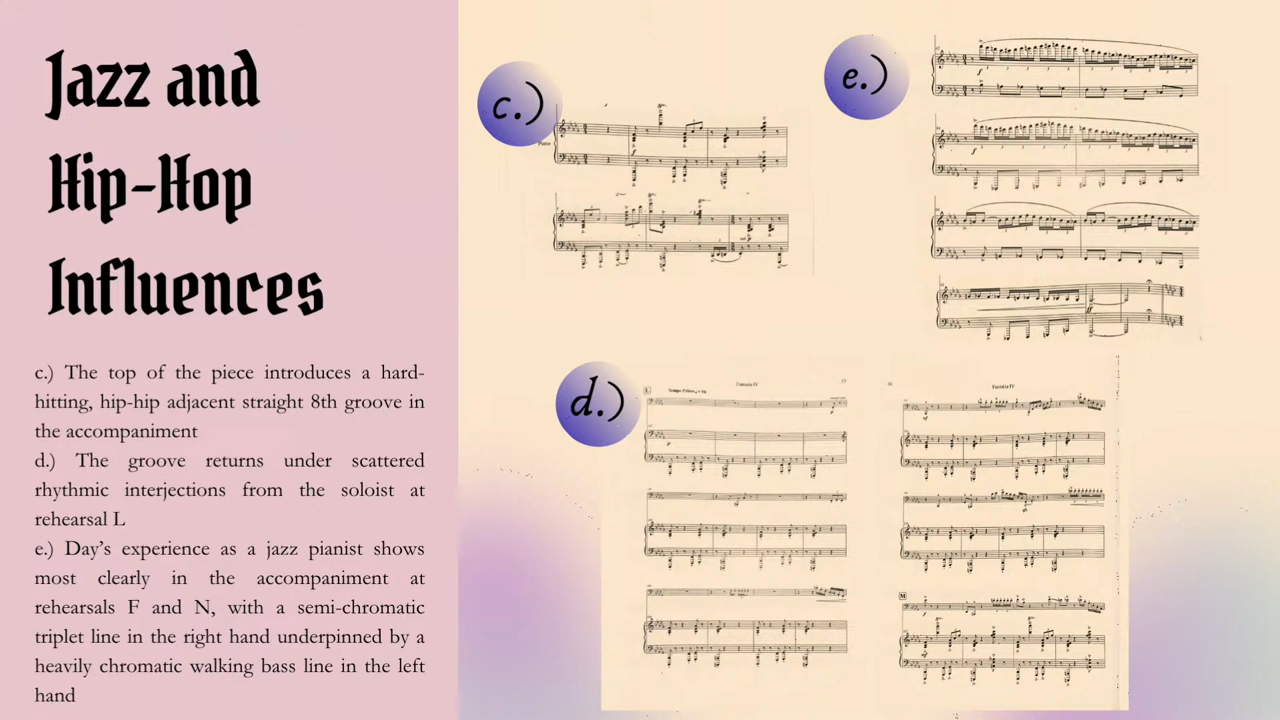 Jazz and
Hip-Hop
Influences
c.) The top of the piece introduces a hard-
hitting, hip-hip adjacent straight 8th groove in
the accompaniment
d.) The groove returns under scattered
rhythmic interjections from the soloist at
rehearsal L
e.) Day's experience as a jazz pianist shows
most clearly in the accompaniment at
rehearsals F and N, with a semi-chromatic
triplet line in the right hand underpinned by a
heavily chromatic walking bass line in the left
hand
c.)
Piano
e.)
d.)
Fantasia IV
L
Fantasia IV
M